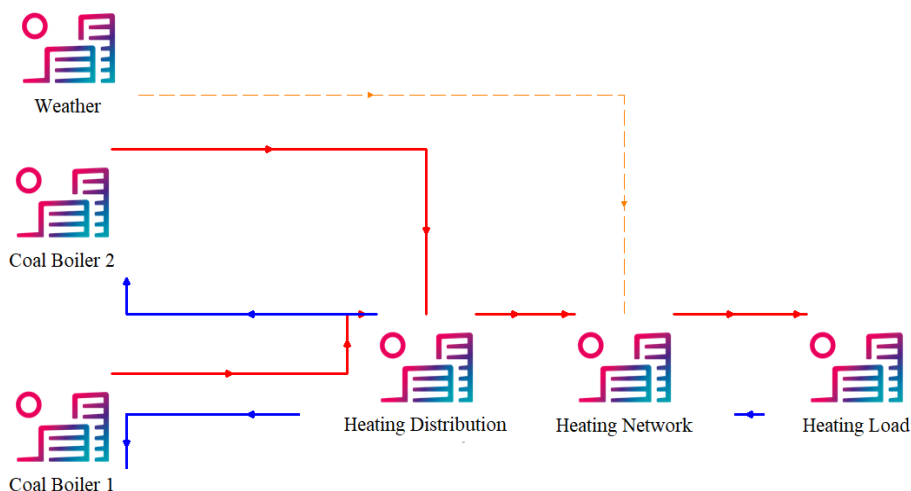 Weather
Coal Boiler 2
Heating Distribution
Heating Network
Heating Load
Coal Boiler 1